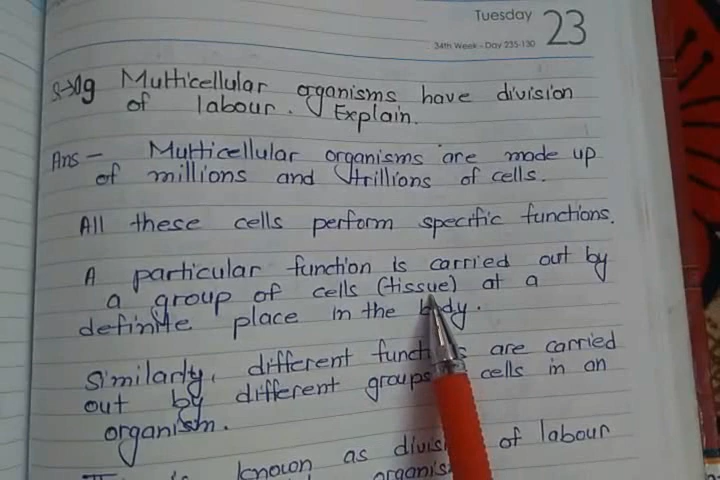 Tuesday 23
34th Week - Day 235-130
Multicellular organisms have division
of labour. Explain.
Ans - Multicellular organisms are made up
of millions and trillions of cells.
All these cells perform specific functions.
A particular function is carried out by
a group of cells (tissue) at a
definite place in the body.
Similarly, different are carried
out by different groups cells in an
organism.
known as of labour